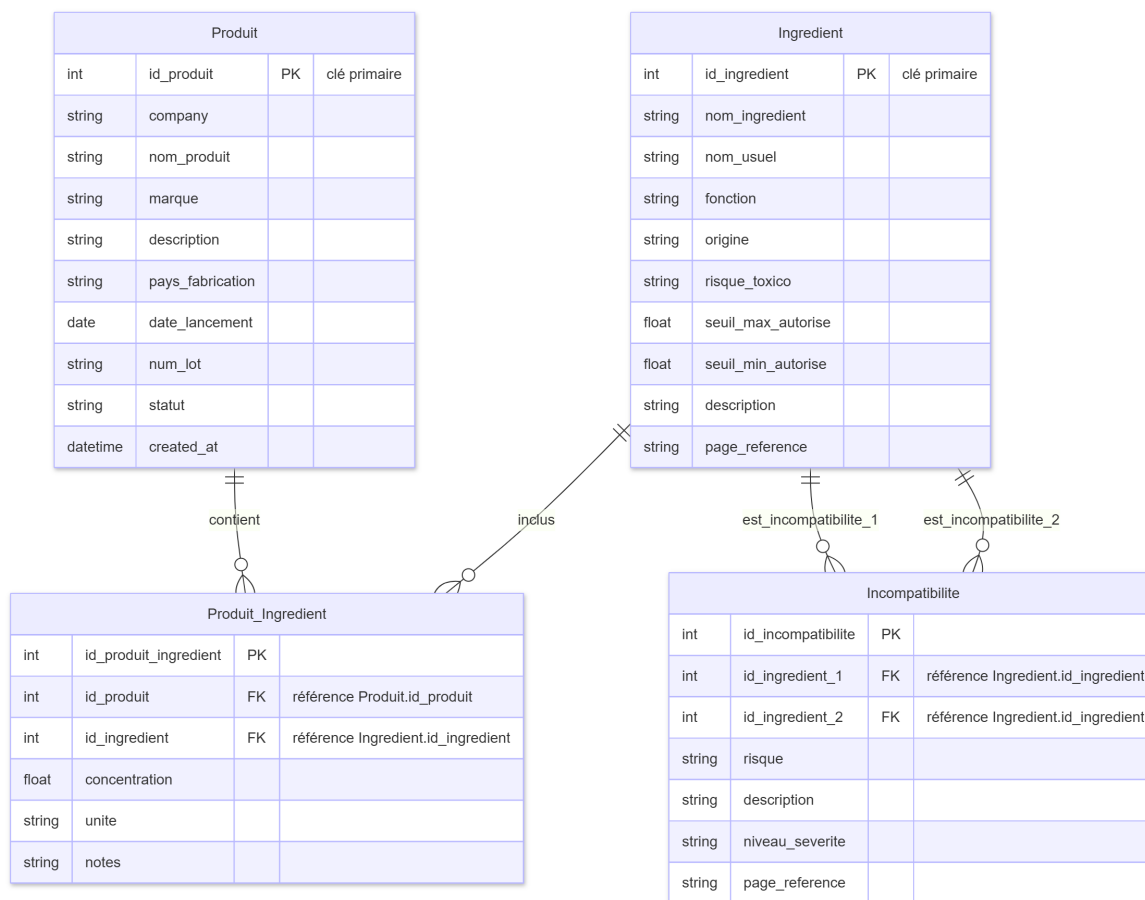 Produit
int id_produit PK clé primaire
string company
string nom_produit
string marque
string description
string pays_fabrication
date date_lancement
string num_lot
string statut
datetime created_at
Ingredient
int id_ingredient PK clé primaire
string nom_ingredient
string nom_usuel
string fonction
string origine
string risque_toxico
float seuil_max_autorise
float seuil_min_autorise
string description
string page_reference
contient
inclus
est_incompatibilite_1
est_incompatibilite_2
Produit_Ingredient
int id_produit_ingredient PK
int id_produit FK référence Produit.id_produit
int id_ingredient FK référence Ingredient.id_ingredient
float concentration
string unite
string notes
Incompatibilite
int id_incompatibilite PK
int id_ingredient_1 FK référence Ingredient.id_ingredient
int id_ingredient_2 FK référence Ingredient.id_ingredient
string risque
string description
string niveau_severite
string page_reference